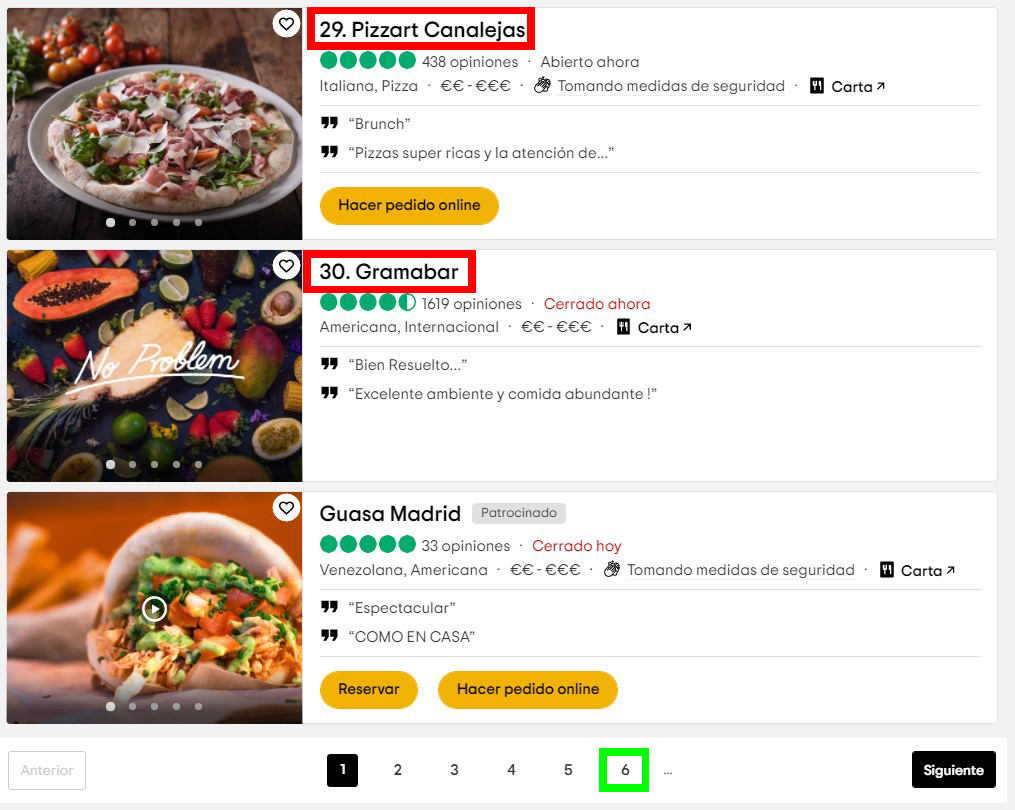 29. Pizzart Canalejas
438 opiniones · Abierto ahora
Italiana, Pizza · €€ - €€€ · Tomando medidas de seguridad · Carta
“Brunch”
“Pizzas super ricas y la atención de...”
Hacer pedido online
No Problem
30. Gramabar
1619 opiniones · Cerrado ahora
Americana, Internacional · €€ - €€€ · Carta
“Bien Resuelto...”
“Excelente ambiente y comida abundante !”
Guasa Madrid Patrocinado
33 opiniones · Cerrado hoy
Venezolana, Americana · €€ - €€€ · Tomando medidas de seguridad · Carta
“Espectacular”
“COMO EN CASA”
Reservar Hacer pedido online
Anterior 1 2 3 4 5 6 ... Siguiente